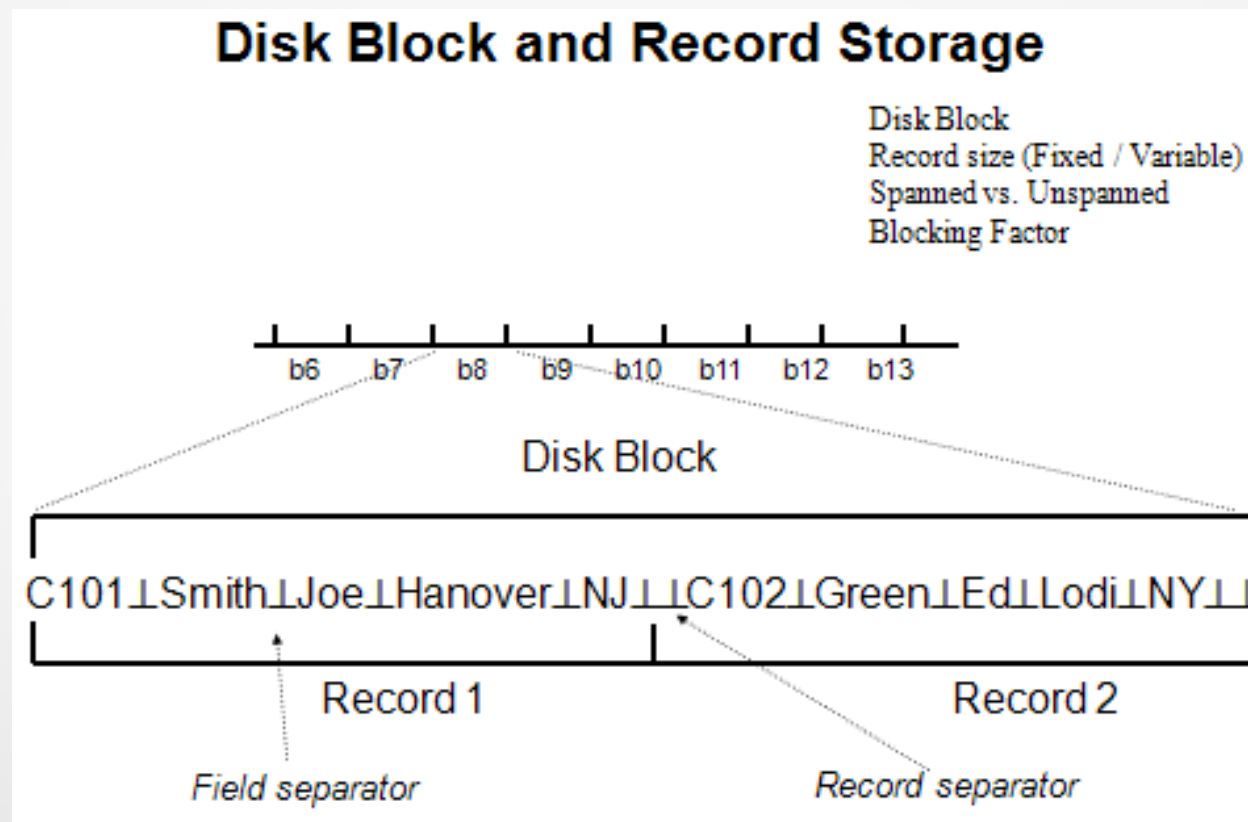 Disk Block and Record Storage
Disk Block
Record size (Fixed / Variable)
Spanned vs. Unspanned
Blocking Factor
b6 b7 b8 b9 b10 b11 b12 b13
Disk Block
C101⊥Smith⊥Joe⊥Hanover⊥NJ⊥⊥C102⊥Green⊥Ed⊥Lodi⊥NY⊥⊥
Record 1 Record 2
Field separator Record separator